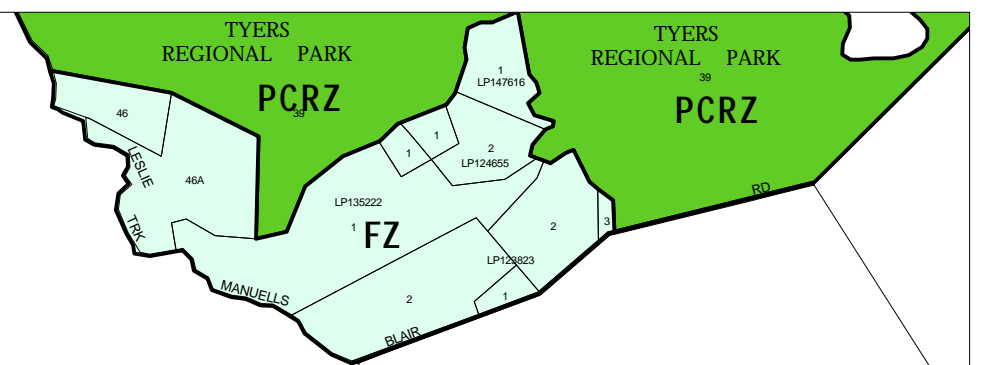 TYERS
REGIONAL PARK
PCRZ
39
TYERS
REGIONAL PARK
39
PCRZ
1
LP147616
46
1
1
2
LP124655
LESLIE
46A
LP135222
1
FZ
2
3
RD
TRK
LP123823
MANUELLS
2
1
BLAIR